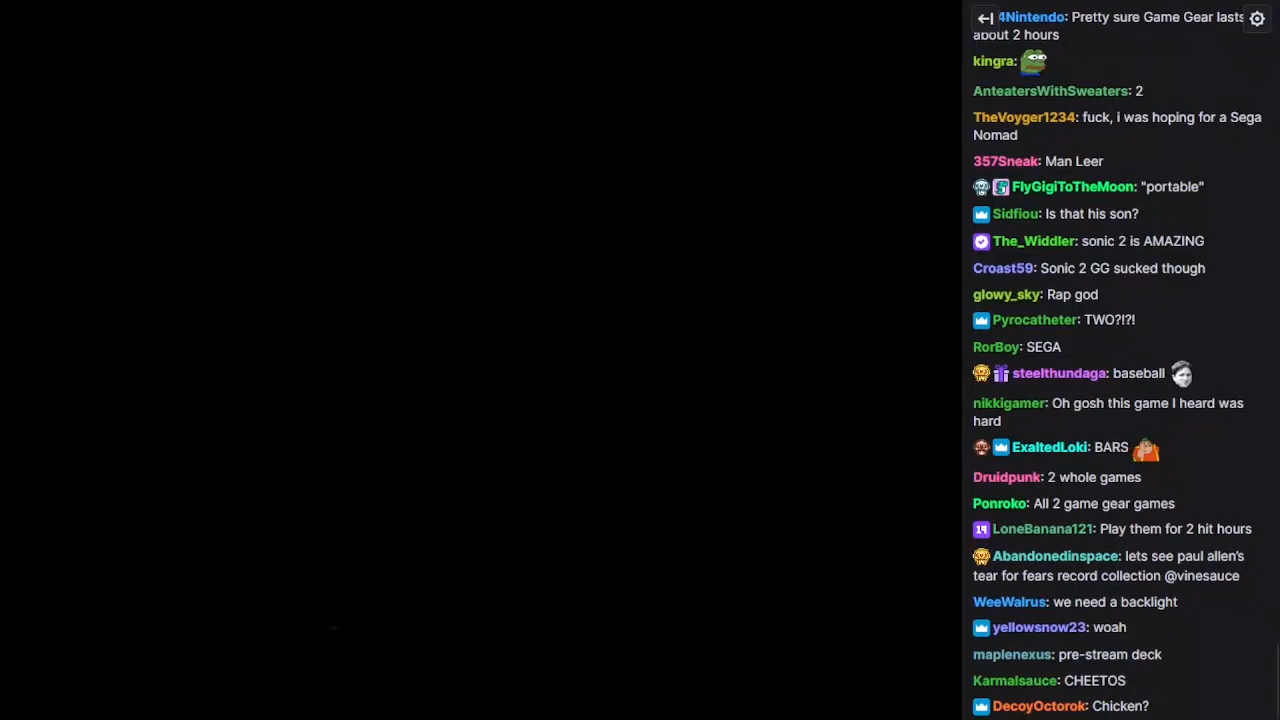 4Nintendo: Pretty sure Game Gear lasts
about 2 hours
kingra:
AnteatersWithSweaters: 2
TheVoyger1234: fuck, i was hoping for a Sega
Nomad
357Sneak: Man Leer
FlyGigiToTheMoon: "portable"
Sidfiou: Is that his son?
The_Widdler: sonic 2 is AMAZING
Croast59: Sonic 2 GG sucked though
glowy_sky: Rap god
Pyrocatheter: TWO?!?!
RorBoy: SEGA
steelthundaga: baseball
nikkigamer: Oh gosh this game I heard was
hard
ExaltedLoki: BARS
Druidpunk: 2 whole games
Ponroko: All 2 game gear games
LoneBanana121: Play them for 2 hit hours
Abandonedinspace: lets see paul allen's
tear for fears record collection @vinesauce
WeeWalrus: we need a backlight
yellowsnow23: woah
maplenexus: pre-stream deck
Karmalsauce: CHEETOS
DecoyOctorok: Chicken?